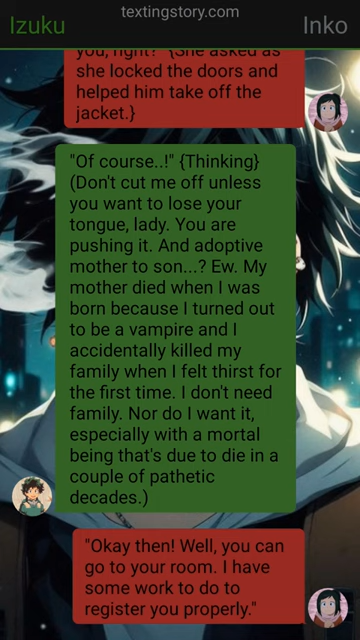 textingstory.com
Izuku
Inko
you, right?" {She asked as
she locked the doors and
helped him take off the
jacket.}
"Of course..!" {Thinking}
(Don't cut me off unless
you want to lose your
tongue, lady. You are
pushing it. And adoptive
mother to son...? Ew. My
mother died when I was
born because I turned out
to be a vampire and I
accidentally killed my
family when I felt thirst for
the first time. I don't need
family. Nor do I want it,
especially with a mortal
being that's due to die in a
couple of pathetic
decades.)
"Okay then! Well, you can
go to your room. I have
some work to do to
register you properly."